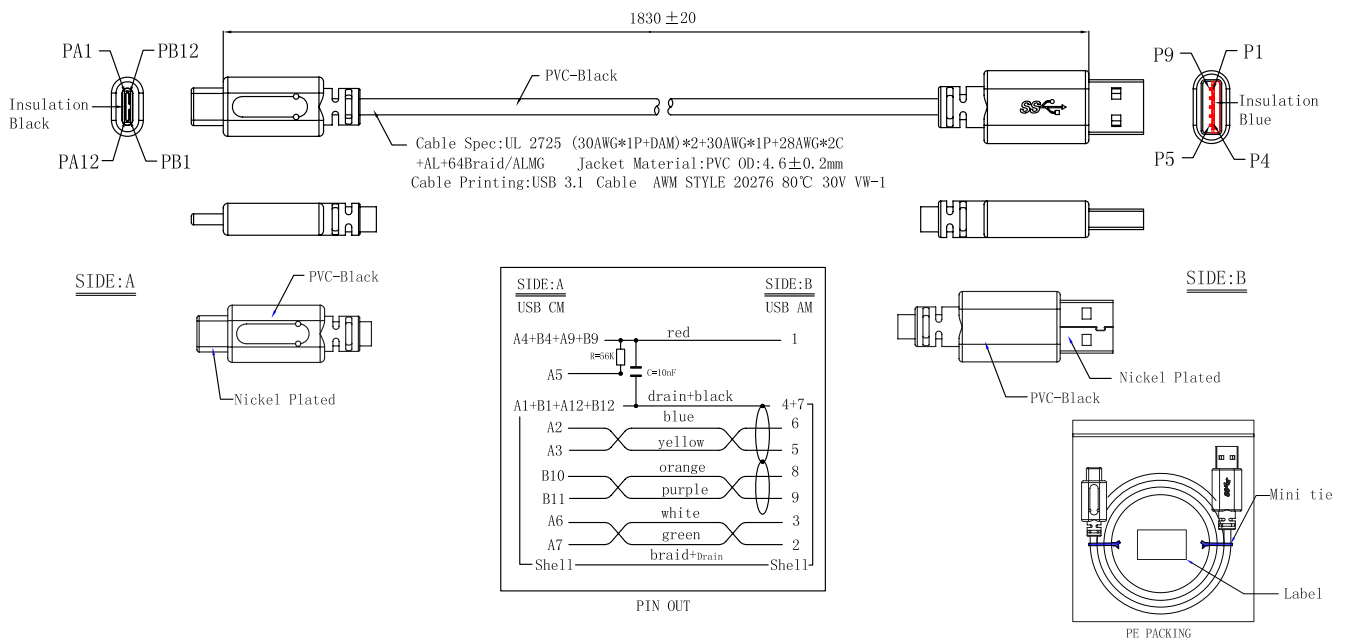 1830 ±20
PA1
PB12
Insulation
Black
PA12
PB1
PVC-Black
SS
P9
P1
Insulation
Blue
P5
P4
Cable Spec:UL 2725 (30AWG*1P+DAM)*2+30AWG*1P+28AWG*2C
+AL+64Braid/ALMG Jacket Material:PVC OD:4.6±0.2mm
Cable Printing:USB 3.1 Cable AWM STYLE 20276 80℃ 30V VW-1
SIDE:A
PVC-Black
Nickel Plated
SIDE:A SIDE:B
USB CM USB AM
A4+B4+A9+B9 red 1
R=56K
A5 C=10nF
A1+B1+A12+B12 drain+black 4+7
A2 blue 6
A3 yellow 5
B10 orange 8
B11 purple 9
A6 white 3
A7 green 2
braid+Drain
Shell Shell
PIN OUT
SIDE:B
Nickel Plated
PVC-Black
SS
Mini tie
Label
PE PACKING